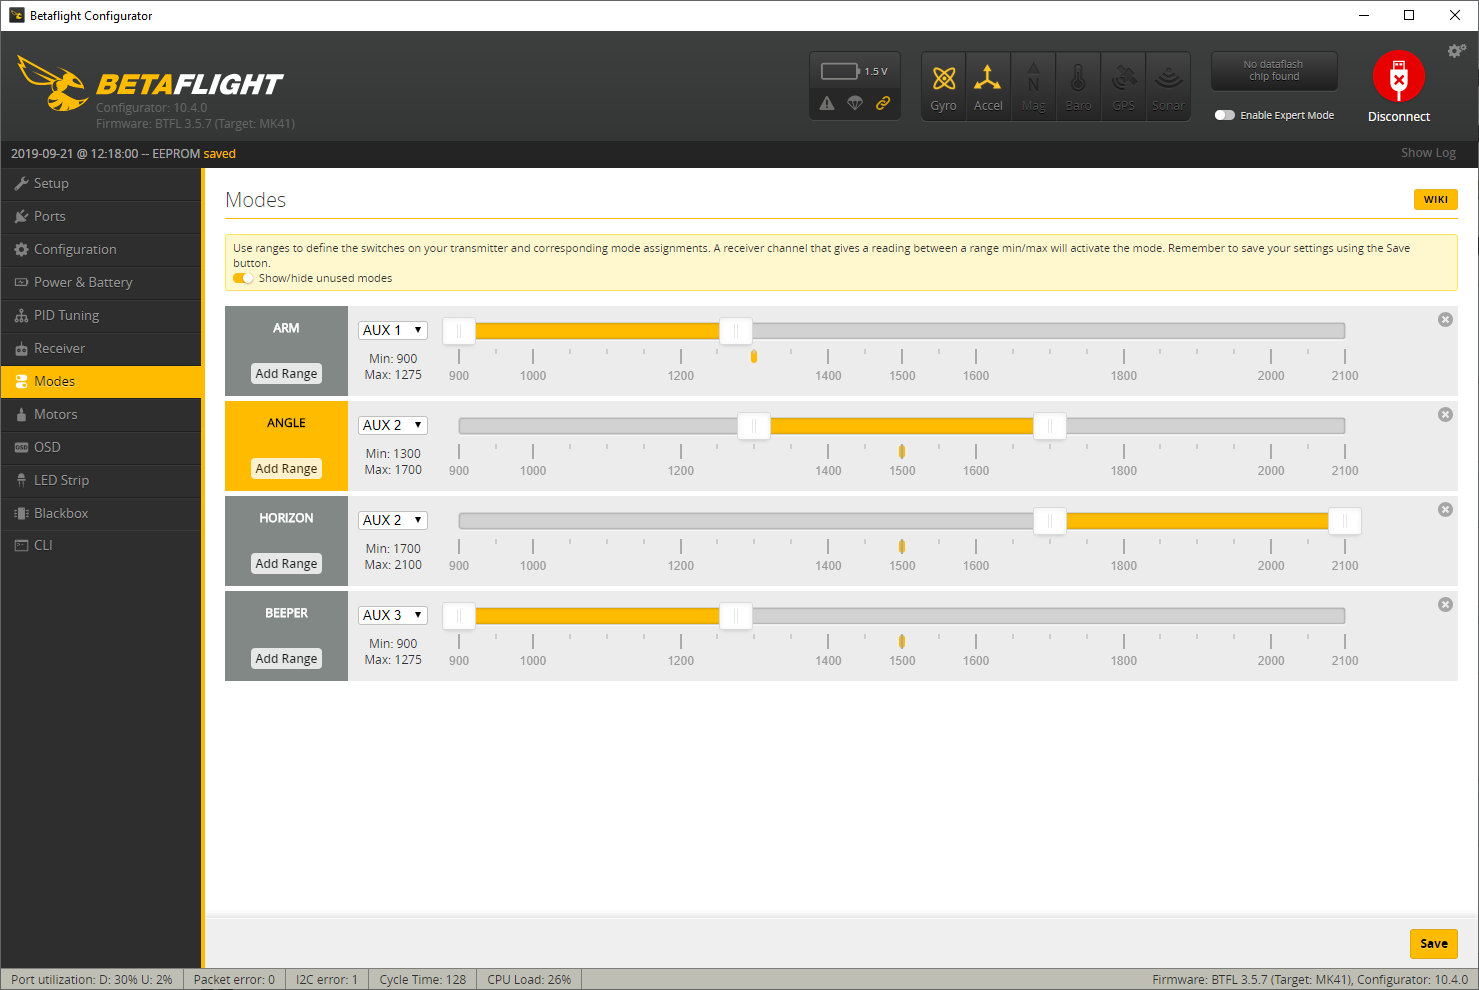 Betaflight Configurator
BETAFLIGHT
Configurator: 10.4.0
Firmware: BTFL 3.5.7 (Target: MK41)
1.5 V
Gyro
Accel
Mag
Baro
GPS
Sonar
No dataflash
chip found
Enable Expert Mode
Disconnect
2019-09-21 @ 12:18:00 -- EEPROM saved
Show Log
Setup
Ports
Configuration
Power & Battery
PID Tuning
Receiver
Modes
Motors
OSD
LED Strip
Blackbox
CLI
Modes
WIKI
Use ranges to define the switches on your transmitter and corresponding mode assignments. A receiver channel that gives a reading between a range min/max will activate the mode. Remember to save your settings using the Save
button.
Show/hide unused modes
ARM
Add Range
AUX 1
Min: 900
Max: 1275
900 1000 1200 1400 1500 1600 1800 2000 2100
ANGLE
Add Range
AUX 2
Min: 1300
Max: 1700
900 1000 1200 1400 1500 1600 1800 2000 2100
HORIZON
Add Range
AUX 2
Min: 1700
Max: 2100
900 1000 1200 1400 1500 1600 1800 2000 2100
BEEPER
Add Range
AUX 3
Min: 900
Max: 1275
900 1000 1200 1400 1500 1600 1800 2000 2100
Save
Port utilization: D: 30% U: 2%
Packet error: 0
I2C error: 1
Cycle Time: 128
CPU Load: 26%
Firmware: BTFL 3.5.7 (Target: MK41), Configurator: 10.4.0